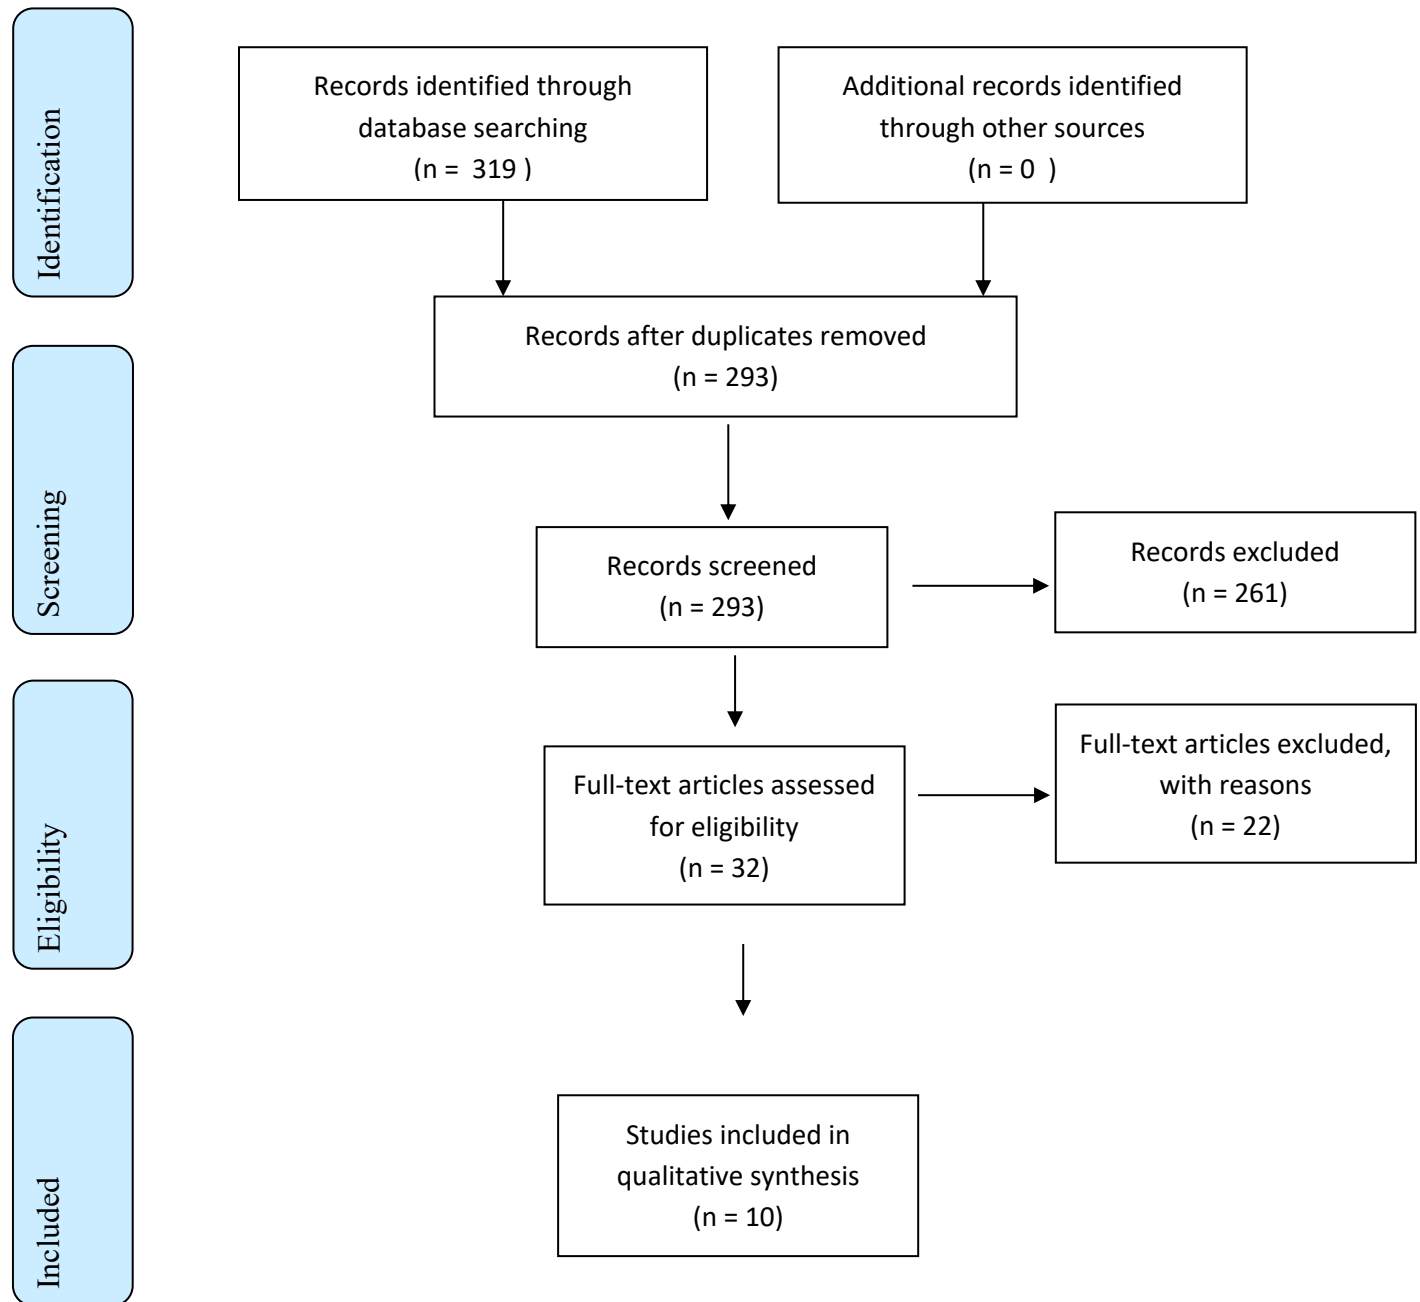 Identification
Records identified through
database searching
(n =  319 )
Additional records identified
through other sources
(n = 0  )
Records after duplicates removed
(n = 293)
Screening
Records screened
(n = 293)
Records excluded
(n = 261)
Eligibility
Full-text articles assessed
for eligibility
(n = 32)
Full-text articles excluded,
with reasons
(n = 22)
Included
Studies included in
qualitative synthesis
(n = 10)